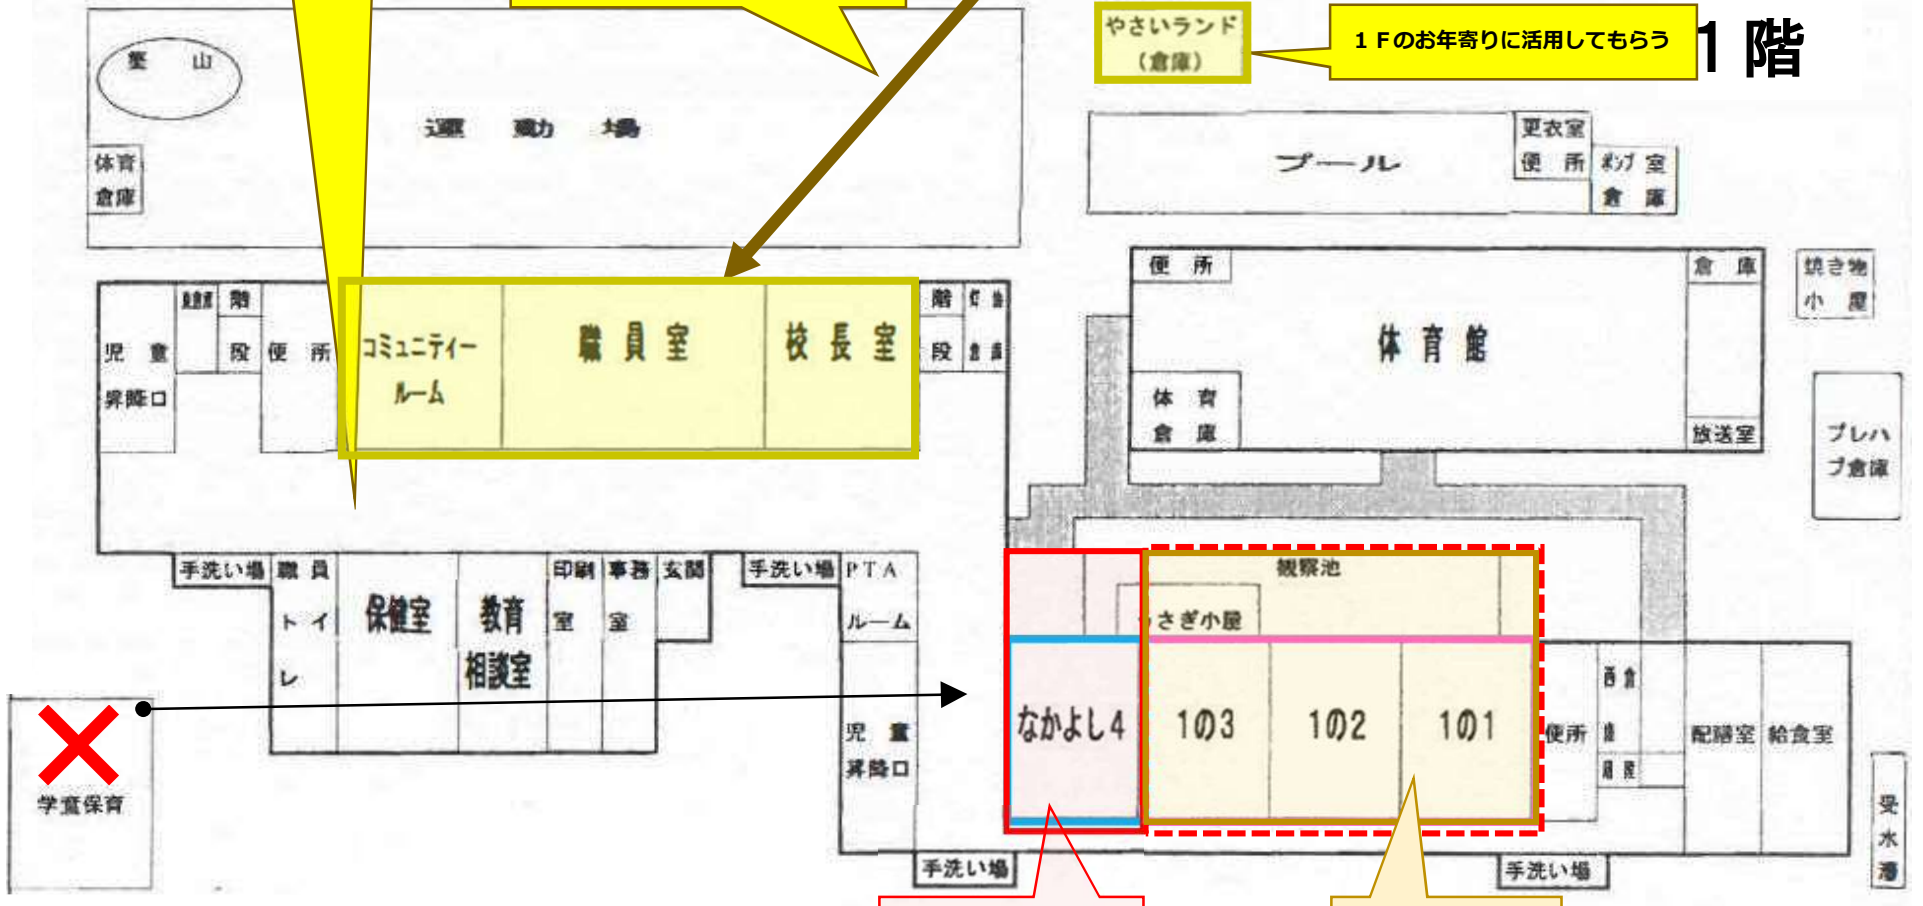 やさいランド
(倉庫)
1Fのお年寄りに活用してもらう
1階
築 山
運 動 場
体育
倉庫
プール
更衣室
便 所
ポンプ室
倉 庫
便 所
倉 庫
焼き物
小 屋
体 育 館
体 育
倉 庫
放送室
プレハ
ブ倉庫
児 童
昇降口
階
段
便 所
コミュニティー
ルーム
職 員 室
校 長 室
階
段
灯 油
倉 庫
手洗い場
職 員
ト イ
レ
保健室
教育
相談室
印刷
室
事務
室
玄関
手洗い場
PTA
ルーム
児 童
昇降口
観察池
うさぎ小屋
なかよし4
1の3
1の2
1の1
便所
配膳室
給食室
学童保育
手洗い場
手洗い場
受
水
槽